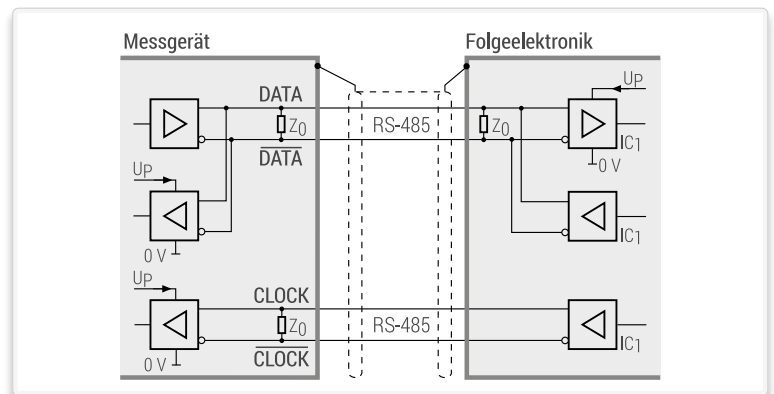 Messgerät
Folgeelektronik
DATA
Z0
RS-485
Z0
UP
IC1
0 V
DATA
UP
0 V
IC1
UP
CLOCK
Z0
RS-485
CLOCK
0 V
IC1